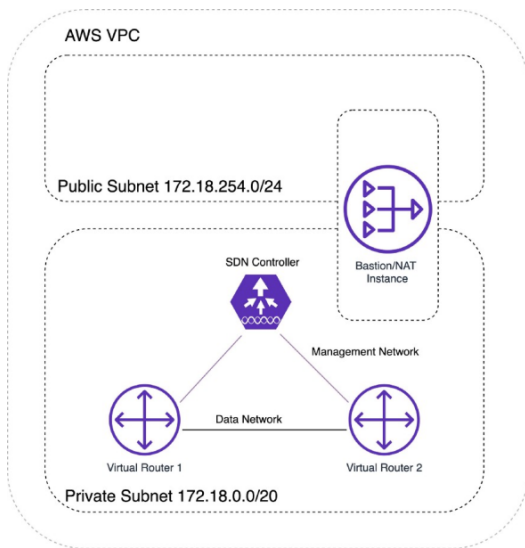 AWS VPC
Public Subnet 172.18.254.0/24
Bastion/NAT
Instance
SDN Controller
Management Network
Data Network
Virtual Router 1
Virtual Router 2
Private Subnet 172.18.0.0/20